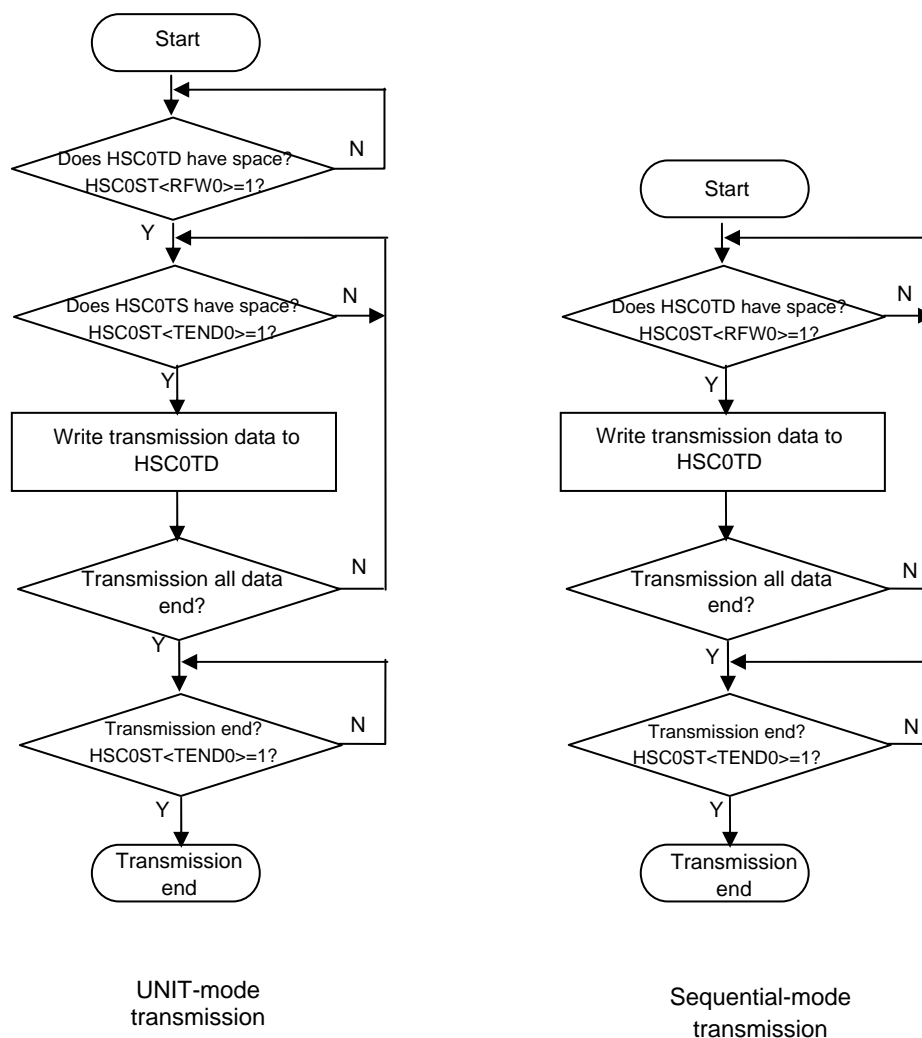 Start
Does HSC0TD have space?
HSC0ST<RFW0>=1?
N
Y
Does HSC0TS have space?
HSC0ST<TEND0>=1?
N
Y
Write transmission data to
HSC0TD
Transmission all data
end?
N
Y
Transmission end?
HSC0ST<TEND0>=1?
N
Y
Transmission
end
UNIT-mode
transmission
Start
Does HSC0TD have space?
HSC0ST<RFW0>=1?
N
Y
Write transmission data to
HSC0TD
Transmission all data
end?
N
Y
Transmission end?
HSC0ST<TEND0>=1?
N
Y
Transmission
end
Sequential-mode
transmission